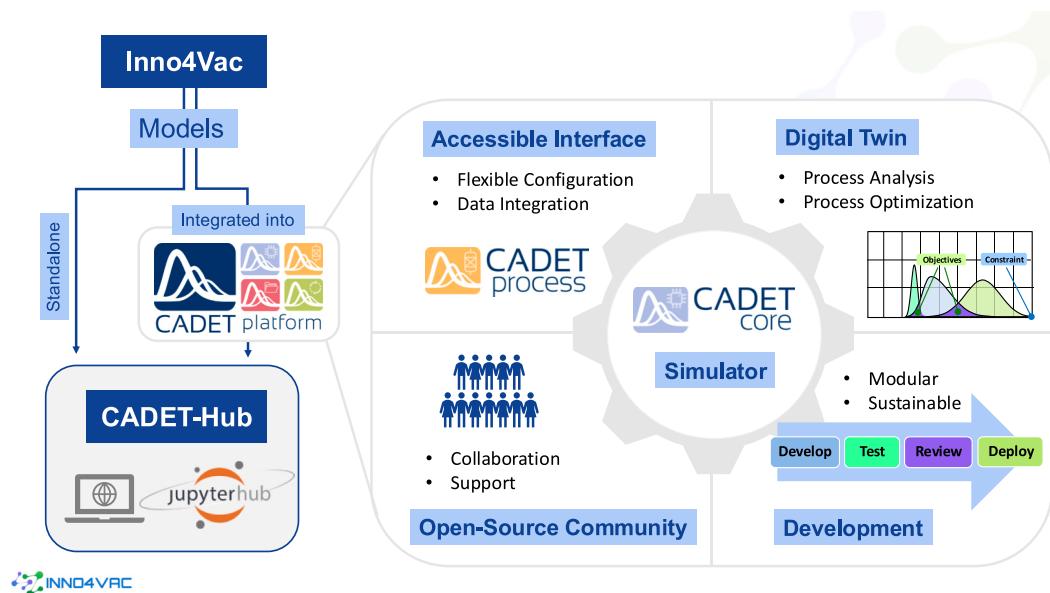 Inno4Vac
Models
Standalone
Integrated into
CADET platform
CADET-Hub
jupyterhub
Accessible Interface
• Flexible Configuration
• Data Integration
CADET
process
Digital Twin
• Process Analysis
• Process Optimization
Objectives
Constraint
CADET
core
Simulator
• Collaboration
• Support
Open-Source Community
• Modular
• Sustainable
Develop
Test
Review
Deploy
Development
INNO4VAC